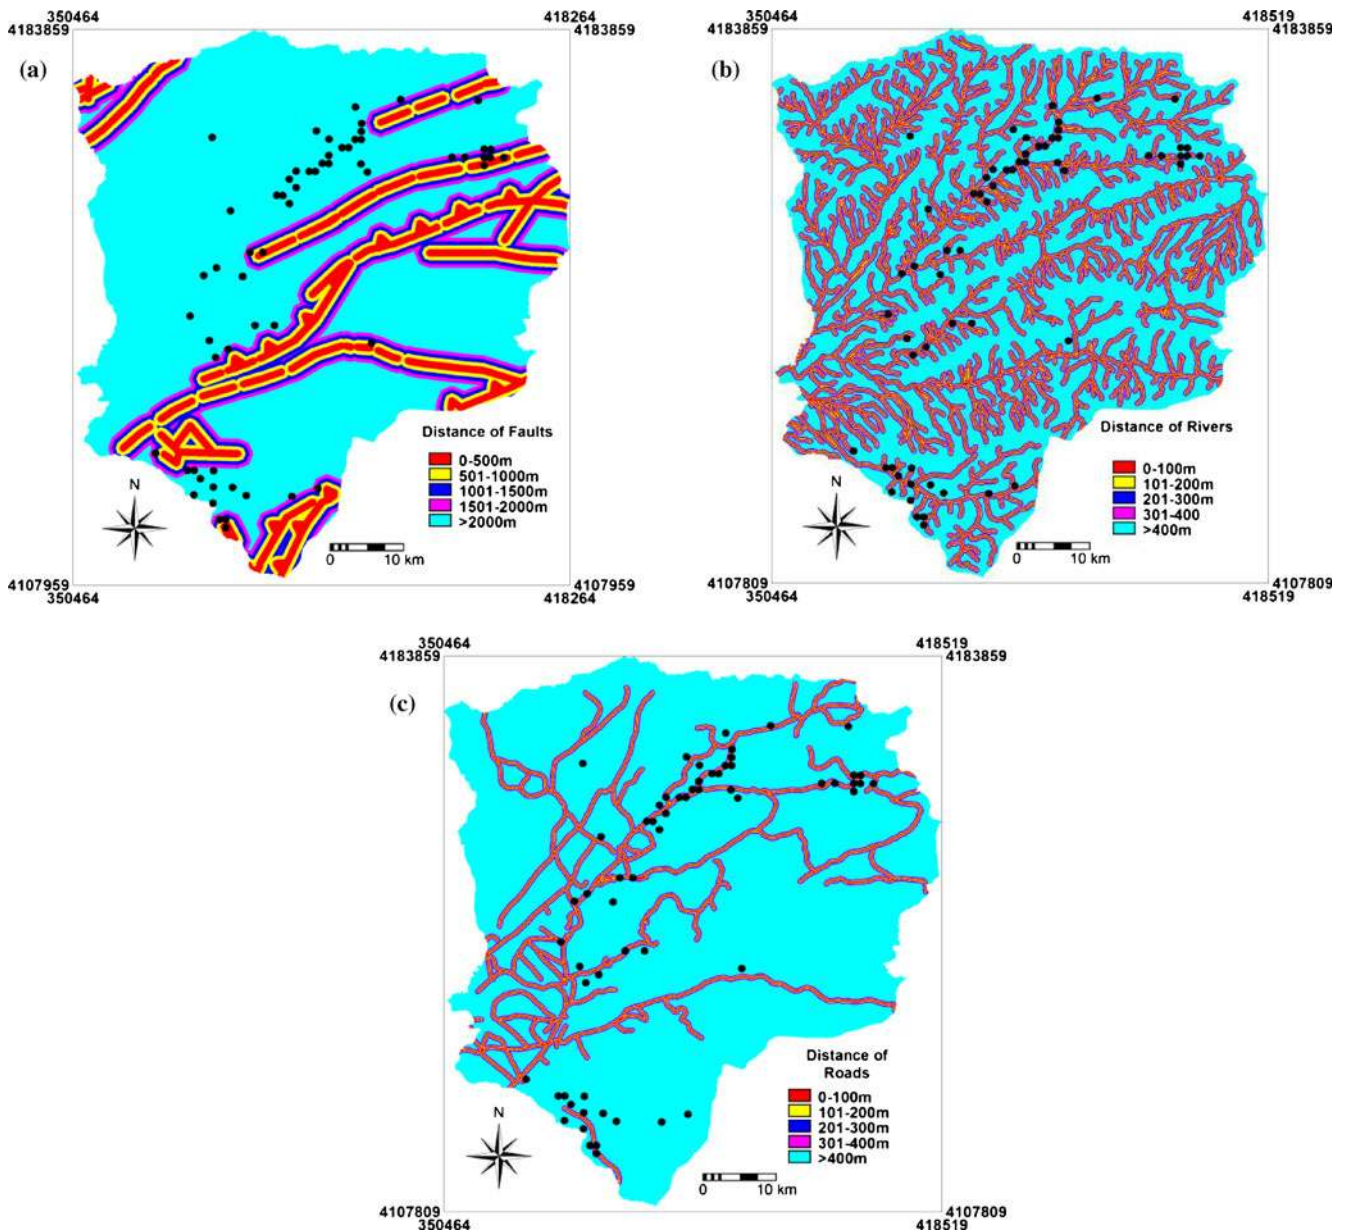 350464
418264
4183859
4183859
(a)
Distance of Faults
0-500m
501-1000m
1001-1500m
1501-2000m
>2000m
N
0
10 km
4107959
4107959
350464
418264
350464
418519
4183859
4183859
(b)
Distance of Rivers
0-100m
101-200m
201-300m
301-400
>400m
N
0
10 km
4107809
4107809
350464
418519
350464
418519
4183859
4183859
(c)
Distance of
Roads
0-100m
101-200m
201-300m
301-400m
>400m
N
0
10 km
4107809
4107809
350464
418519